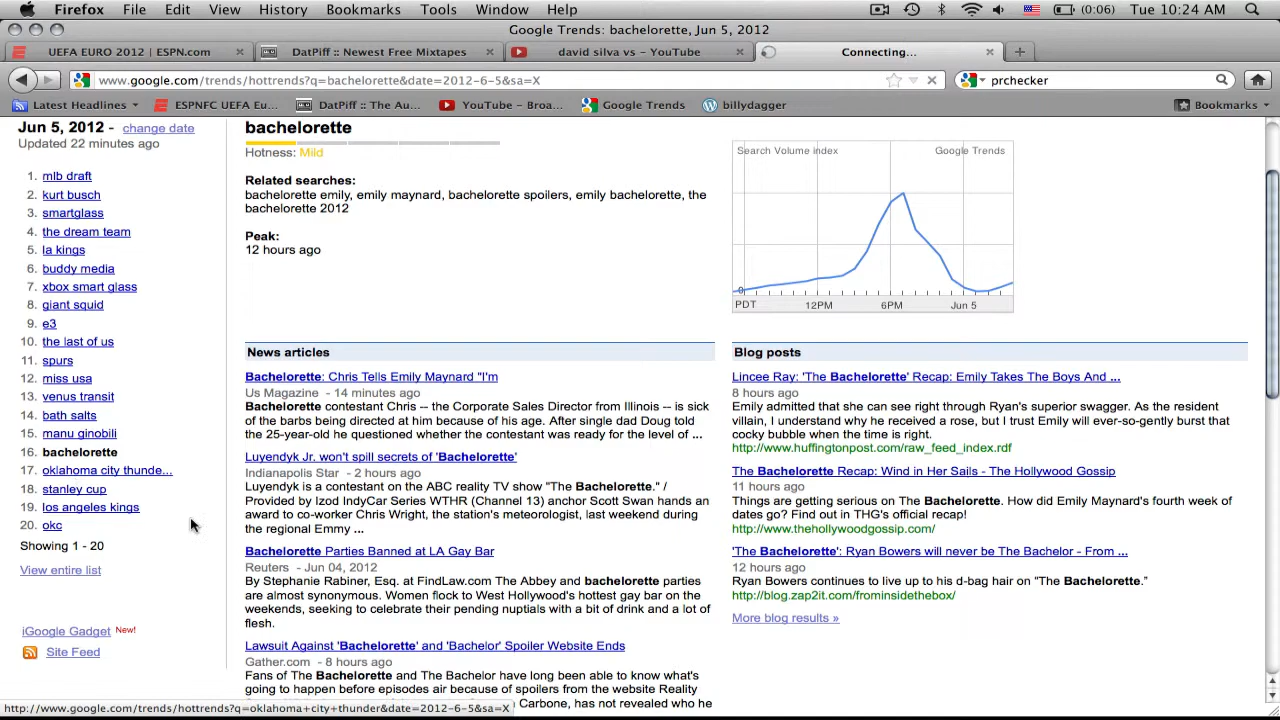 Firefox File Edit View History Bookmarks Tools Window Help (0:06) Tue 10:24 AM
Google Trends: bachelorette, Jun 5, 2012
UEFA EURO 2012 | ESPN.com DatPiff :: Newest Free Mixtapes david silva vs - YouTube Connecting...
www.google.com/trends/hottrends?q=bachelorette&date=2012-6-5&sa=X prchecker
Latest Headlines ESPNFC UEFA Eu... DatPiff :: The Au... YouTube - Broa... Google Trends billydagger Bookmarks
Jun 5, 2012 - change date
Updated 22 minutes ago
1. mlb draft
2. kurt busch
3. smartglass
4. the dream team
5. la kings
6. buddy media
7. xbox smart glass
8. giant squid
9. e3
10. the last of us
11. spurs
12. miss usa
13. venus transit
14. bath salts
15. manu ginobili
16. bachelorette
17. oklahoma city thunde...
18. stanley cup
19. los angeles kings
20. okc
Showing 1 - 20
View entire list
iGoogle Gadget New!
Site Feed
bachelorette
Hotness: Mild
Related searches:
bachelorette emily, emily maynard, bachelorette spoilers, emily bachelorette, the
bachelorette 2012
Peak:
12 hours ago
Search Volume index Google Trends
0
PDT 12PM 6PM Jun 5
News articles
Bachelorette: Chris Tells Emily Maynard "I'm
Us Magazine - 14 minutes ago
Bachelorette contestant Chris -- the Corporate Sales Director from Illinois -- is sick
of the barbs being directed at him because of his age. After single dad Doug told
the 25-year-old he questioned whether the contestant was ready for the level of ...
Luyendyk Jr. won't spill secrets of 'Bachelorette'
Indianapolis Star - 2 hours ago
Luyendyk is a contestant on the ABC reality TV show "The Bachelorette." /
Provided by Izod IndyCar Series WTHR (Channel 13) anchor Scott Swan hands an
award to co-worker Chris Wright, the station's meteorologist, last weekend during
the regional Emmy ...
Bachelorette Parties Banned at LA Gay Bar
Reuters - Jun 04, 2012
By Stephanie Rabiner, Esq. at FindLaw.com The Abbey and bachelorette parties
are almost synonymous. Women flock to West Hollywood's hottest gay bar on the
weekends, seeking to celebrate their pending nuptials with a bit of drink and a lot of
flesh.
Lawsuit Against 'Bachelorette' and 'Bachelor' Spoiler Website Ends
Gather.com - 8 hours ago
Fans of The Bachelorette and The Bachelor have long been able to know what's
going to happen before episodes air because of spoilers from the website Reality
Carbone, has not revealed who he
Blog posts
Lincee Ray: 'The Bachelorette' Recap: Emily Takes The Boys And ...
8 hours ago
Emily admitted that she can see right through Ryan's superior swagger. As the resident
villain, I understand why he received a rose, but I trust Emily will ever-so-gently burst that
cocky bubble when the time is right.
http://www.huffingtonpost.com/raw_feed_index.rdf
The Bachelorette Recap: Wind in Her Sails - The Hollywood Gossip
11 hours ago
Things are getting serious on The Bachelorette. How did Emily Maynard's fourth week of
dates go? Find out in THG's official recap!
http://www.thehollywoodgossip.com/
'The Bachelorette': Ryan Bowers will never be The Bachelor - From ...
12 hours ago
Ryan Bowers continues to live up to his d-bag hair on "The Bachelorette."
http://blog.zap2it.com/frominsidethebox/
More blog results »
http://www.google.com/trends/hottrends?q=oklahoma+city+thunder&date=2012-6-5&sa=X